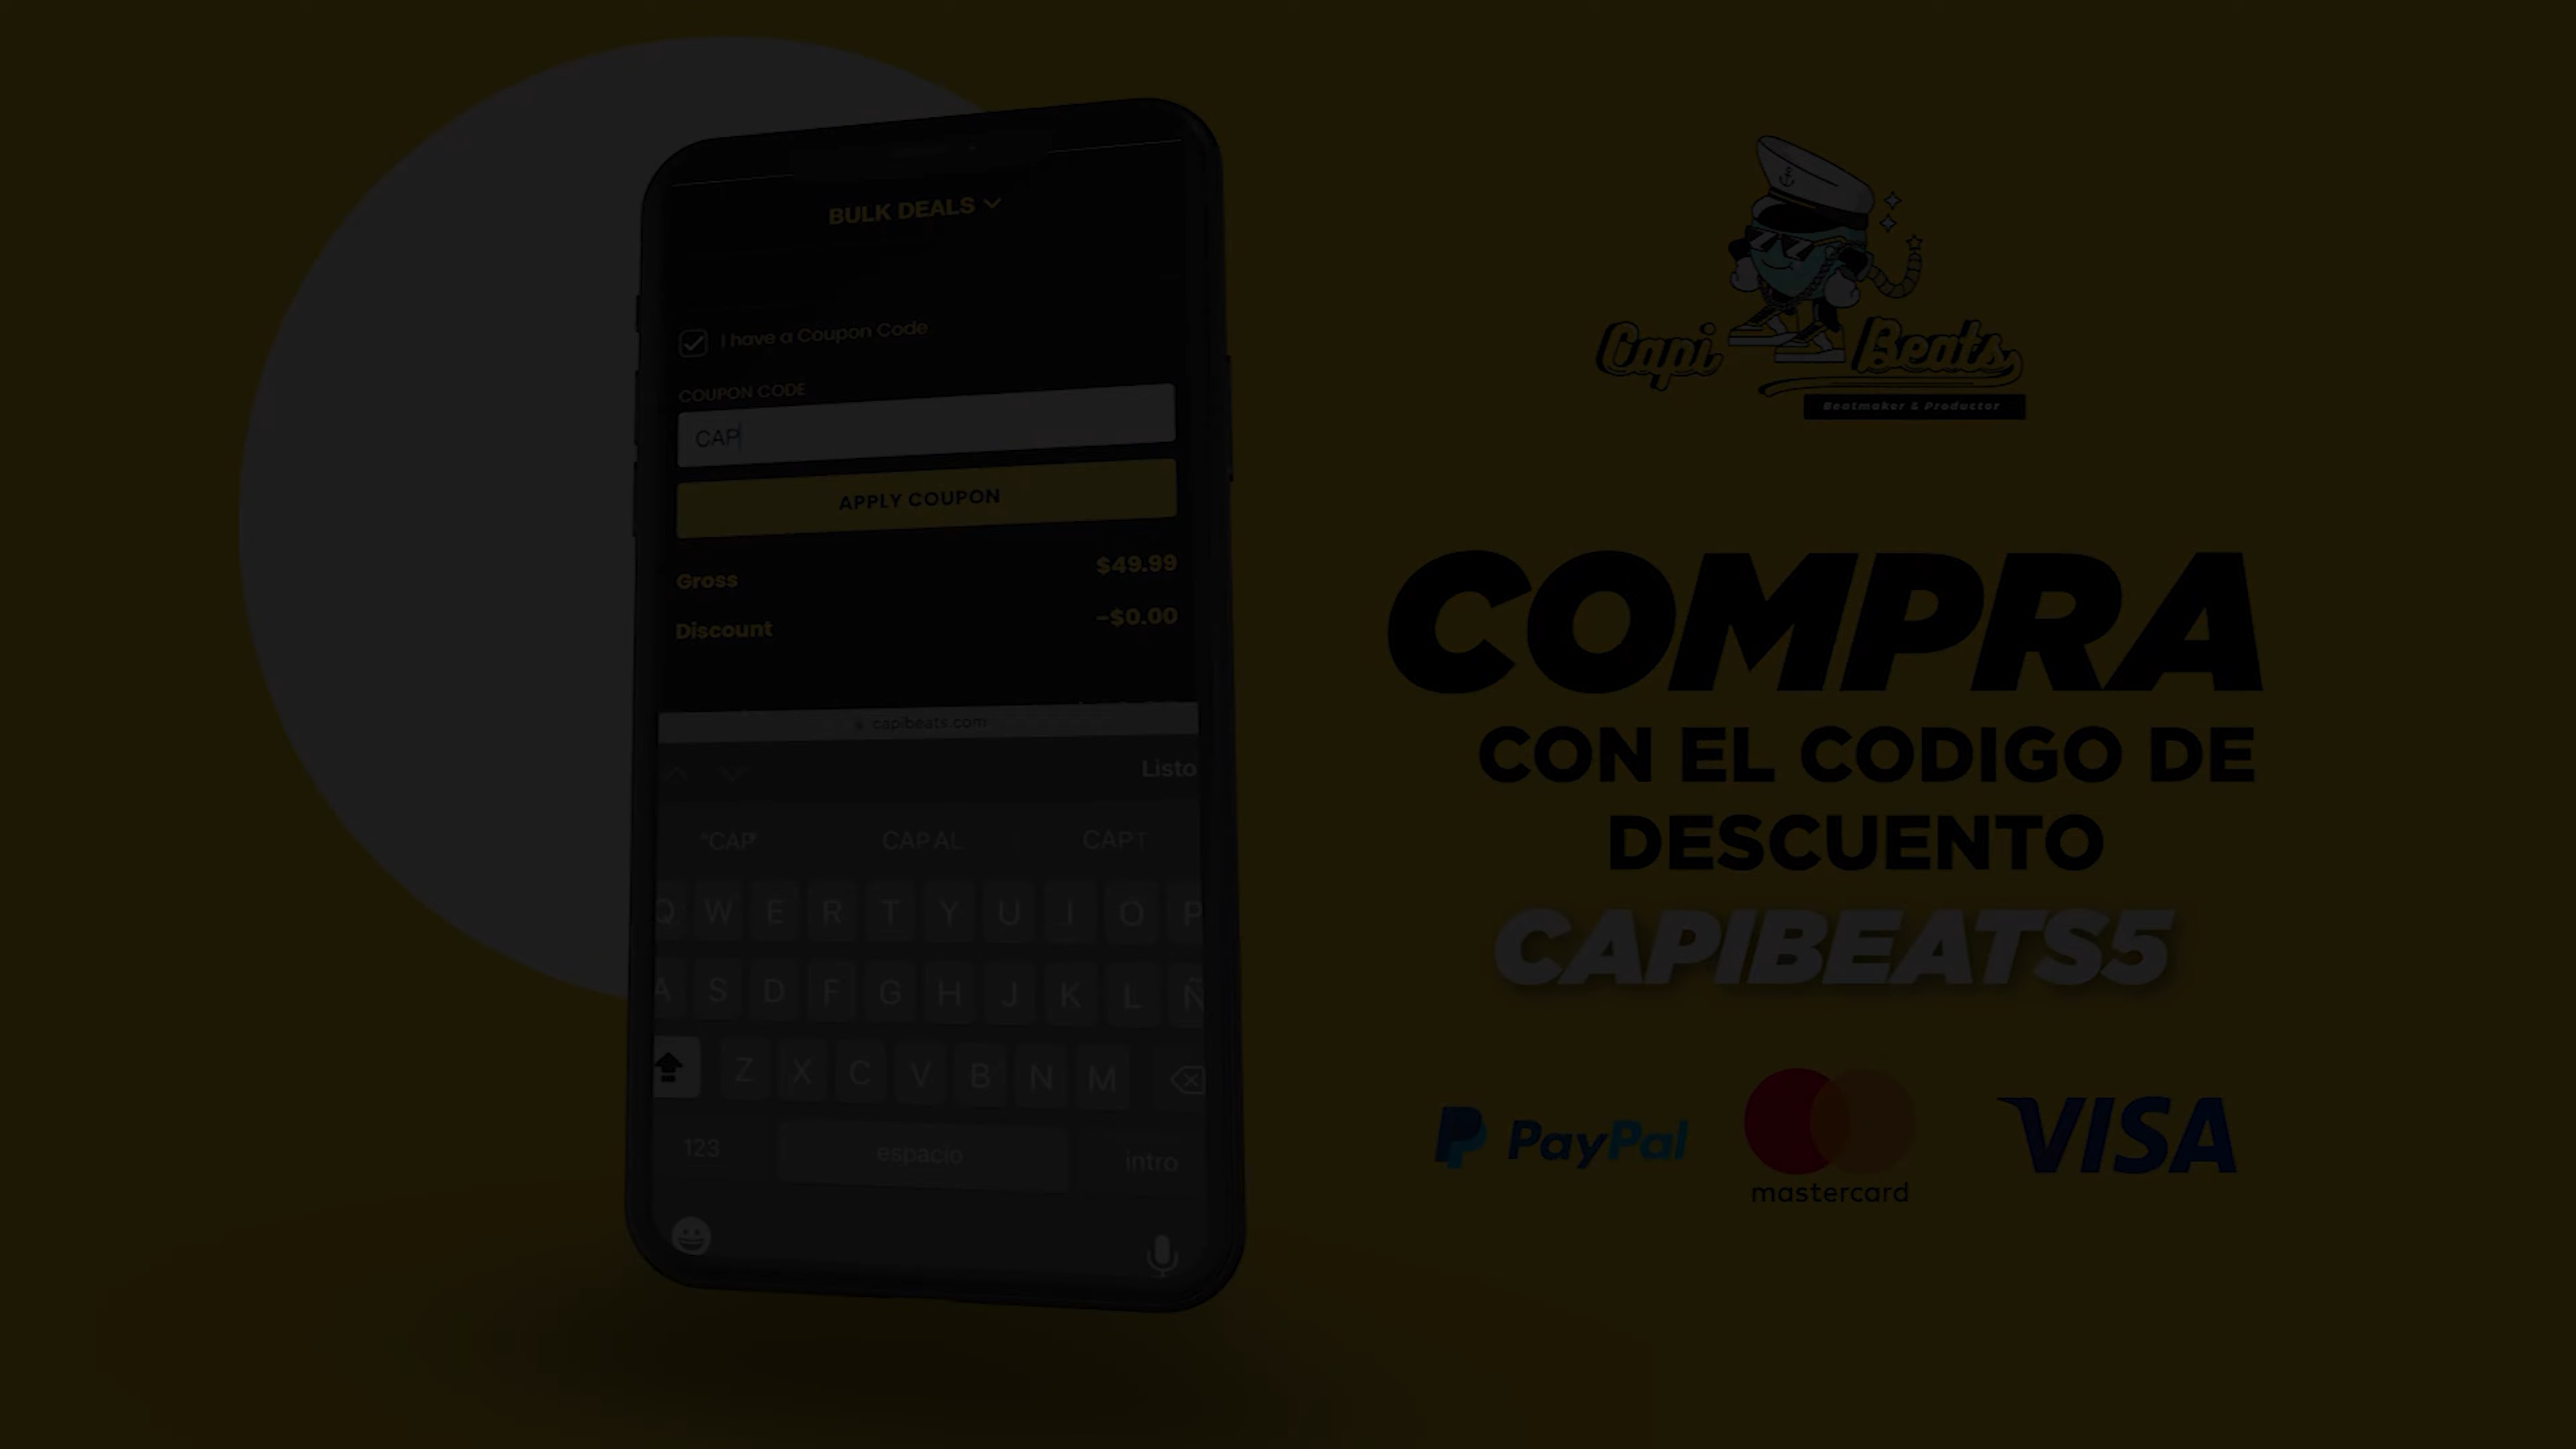 BULK DEALS
I have a Coupon Code
COUPON CODE
CAP
APPLY COUPON
Gross $49.99
Discount -$0.00
capibeats.com
Listo
"CAP" CAPAL CAPT
Q W E R T Y U I O P
A S D F G H J K L Ñ
Z X C V B N M
123 espacio intro
Capi Beats
Beatmaker & Productor
COMPRA
CON EL CODIGO DE
DESCUENTO
CAPIBEATS5
PayPal mastercard VISA